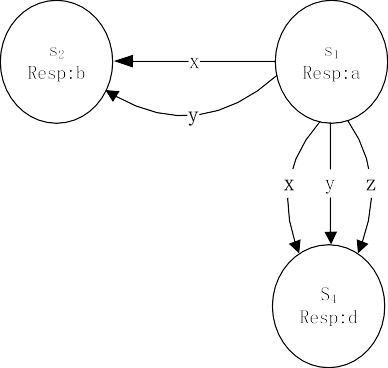 s₂
Resp:b
x
s₁
Resp:a
y
x
y
z
S₄
Resp:d